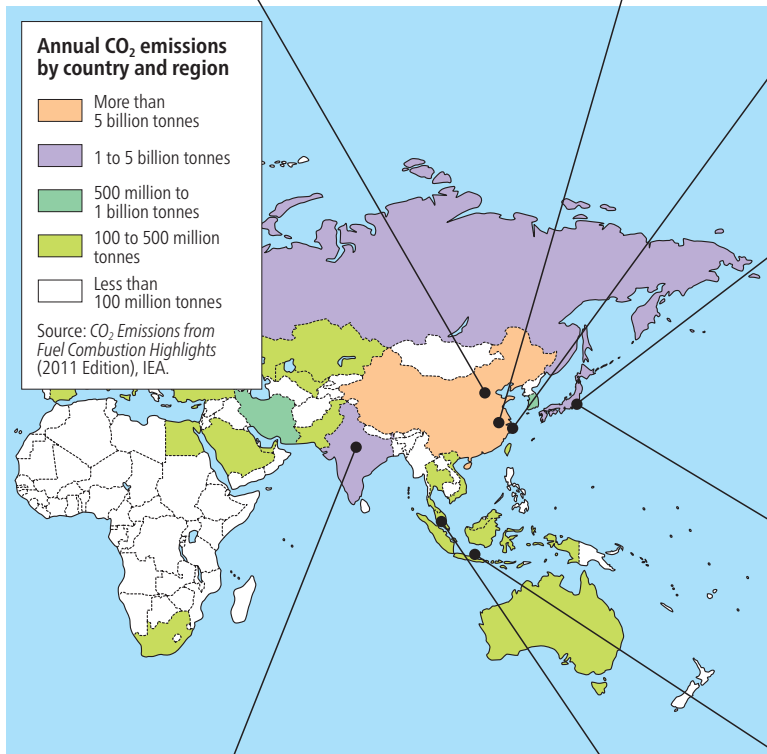 Annual CO₂ emissions
by country and region
More than
5 billion tonnes
1 to 5 billion tonnes
500 million to
1 billion tonnes
100 to 500 million
tonnes
Less than
100 million tonnes
Source: CO₂ Emissions from
Fuel Combustion Highlights
(2011 Edition), IEA.